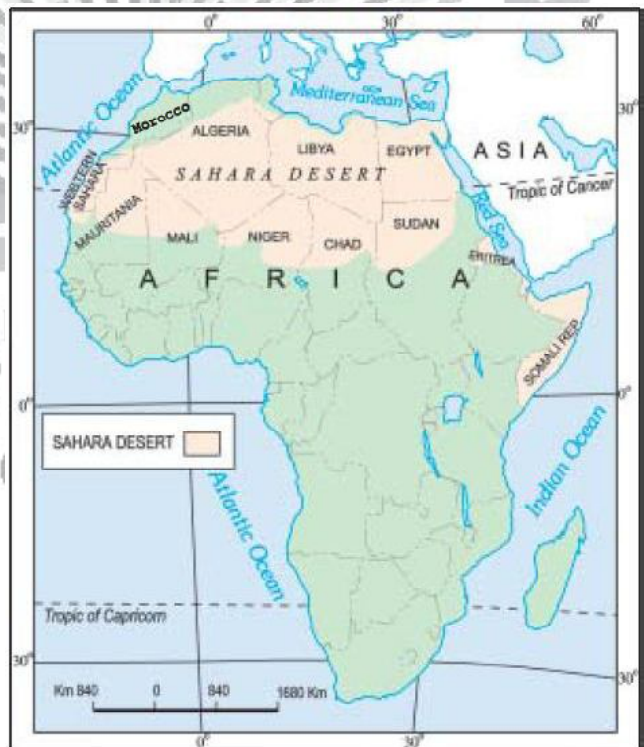 0°
30°
60°
Atlantic Ocean
Mediterranean Sea
30°
30°
Morocco
ALGERIA
LIBYA
EGYPT
ASIA
WESTERN
SAHARA
SAHARA DESERT
Tropic of Cancer
MAURITANIA
MALI
NIGER
CHAD
SUDAN
Red Sea
ERITREA
AFRICA
SOMALI REP.
0°
0°
SAHARA DESERT
Atlantic Ocean
Indian Ocean
Tropic of Capricorn
30°
30°
Km 840 0 840 1680 Km
0°
30°